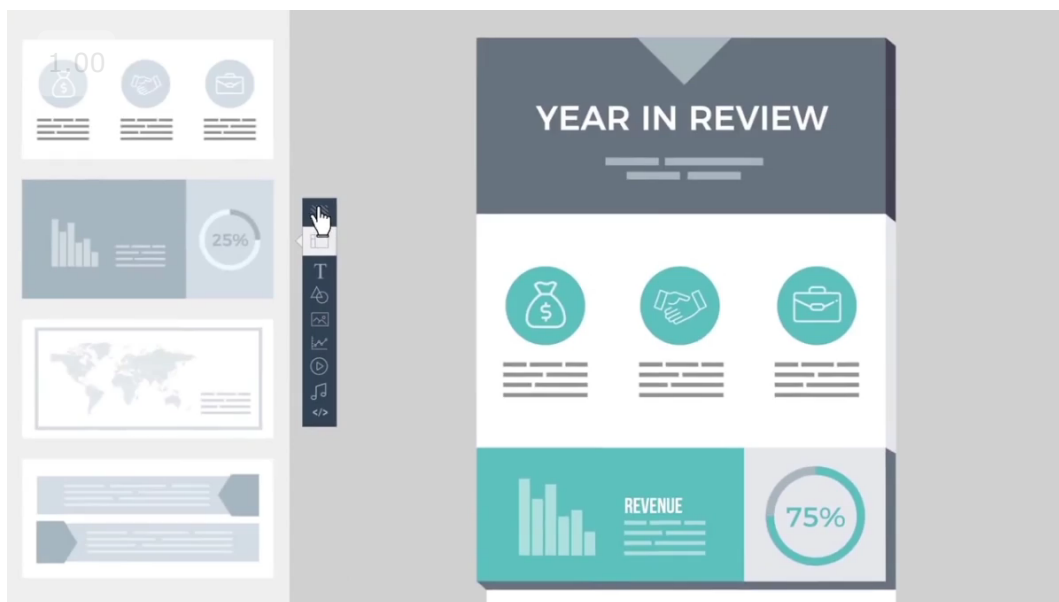 1.00
$
25%
T
</>
YEAR IN REVIEW
$
REVENUE
75%